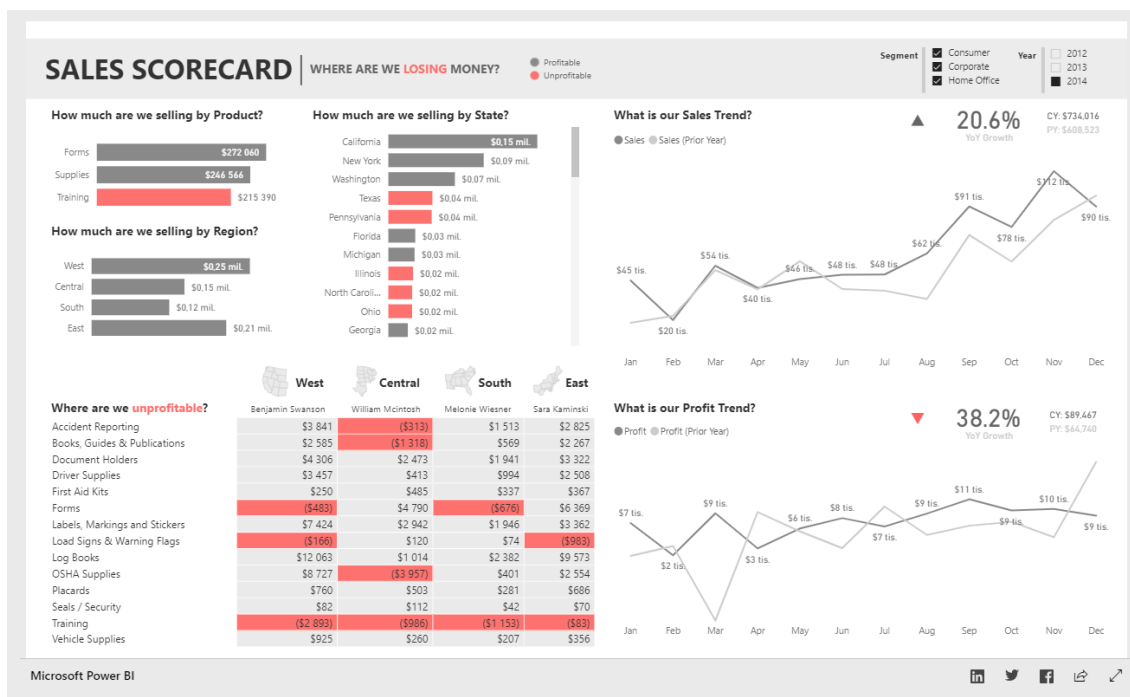 SALES SCORECARD
WHERE ARE WE LOSING MONEY?
Profitable
Unprofitable
Segment
Consumer
Corporate
Home Office
Year
2012
2013
2014
How much are we selling by Product?
Forms $272 060
Supplies $246 566
Training $215 390
How much are we selling by Region?
West $0,25 mil.
Central $0,15 mil.
South $0,12 mil.
East $0,21 mil.
How much are we selling by State?
California $0,15 mil.
New York $0,09 mil.
Washington $0,07 mil.
Texas $0,04 mil.
Pennsylvania $0,04 mil.
Florida $0,03 mil.
Michigan $0,03 mil.
Illinois $0,02 mil.
North Caroli... $0,02 mil.
Ohio $0,02 mil.
Georgia $0,02 mil.
What is our Sales Trend?
Sales Sales (Prior Year)
20.6%
YoY Growth
CY: $734,016
PY: $608,523
$45 tis.
$20 tis.
$54 tis.
$40 tis.
$46 tis.
$48 tis.
$48 tis.
$62 tis.
$91 tis.
$78 tis.
$112 tis.
$90 tis.
Jan Feb Mar Apr May Jun Jul Aug Sep Oct Nov Dec
West Central South East
Where are we unprofitable? Benjamin Swanson William Mcintosh Melonie Wiesner Sara Kaminski
Accident Reporting $3 841 ($313) $1 513 $2 825
Books, Guides & Publications $2 585 ($1 318) $569 $2 267
Document Holders $4 306 $2 473 $1 941 $3 322
Driver Supplies $3 457 $413 $994 $2 508
First Aid Kits $250 $485 $337 $367
Forms ($483) $4 790 ($676) $6 369
Labels, Markings and Stickers $7 424 $2 942 $1 946 $3 362
Load Signs & Warning Flags ($166) $120 $74 ($983)
Log Books $12 063 $1 014 $2 382 $9 573
OSHA Supplies $8 727 ($3 957) $401 $2 554
Placards $760 $503 $281 $686
Seals / Security $82 $112 $42 $70
Training ($2 893) ($986) ($1 153) ($83)
Vehicle Supplies $925 $260 $207 $356
What is our Profit Trend?
Profit Profit (Prior Year)
38.2%
YoY Growth
CY: $89,467
PY: $64,740
$7 tis.
$2 tis.
$9 tis.
$3 tis.
$6 tis.
$8 tis.
$7 tis.
$9 tis.
$11 tis.
$9 tis.
$10 tis.
$9 tis.
Jan Feb Mar Apr May Jun Jul Aug Sep Oct Nov Dec
Microsoft Power BI